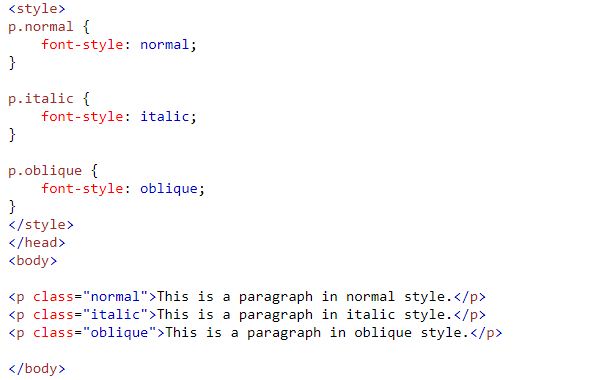 <style>
p.normal {
    font-style: normal;
}

p.italic {
    font-style: italic;
}

p.oblique {
    font-style: oblique;
}
</style>
</head>
<body>

<p class="normal">This is a paragraph in normal style.</p>
<p class="italic">This is a paragraph in italic style.</p>
<p class="oblique">This is a paragraph in oblique style.</p>

</body>